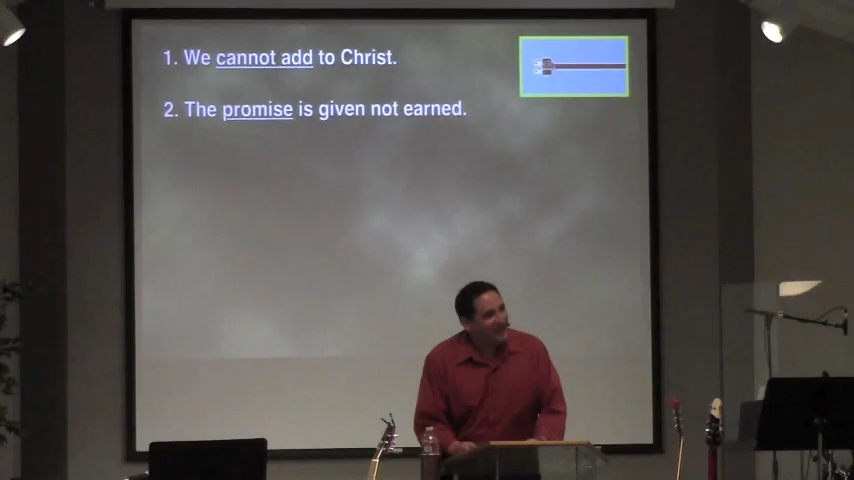 1. We cannot add to Christ.
2. The promise is given not earned.